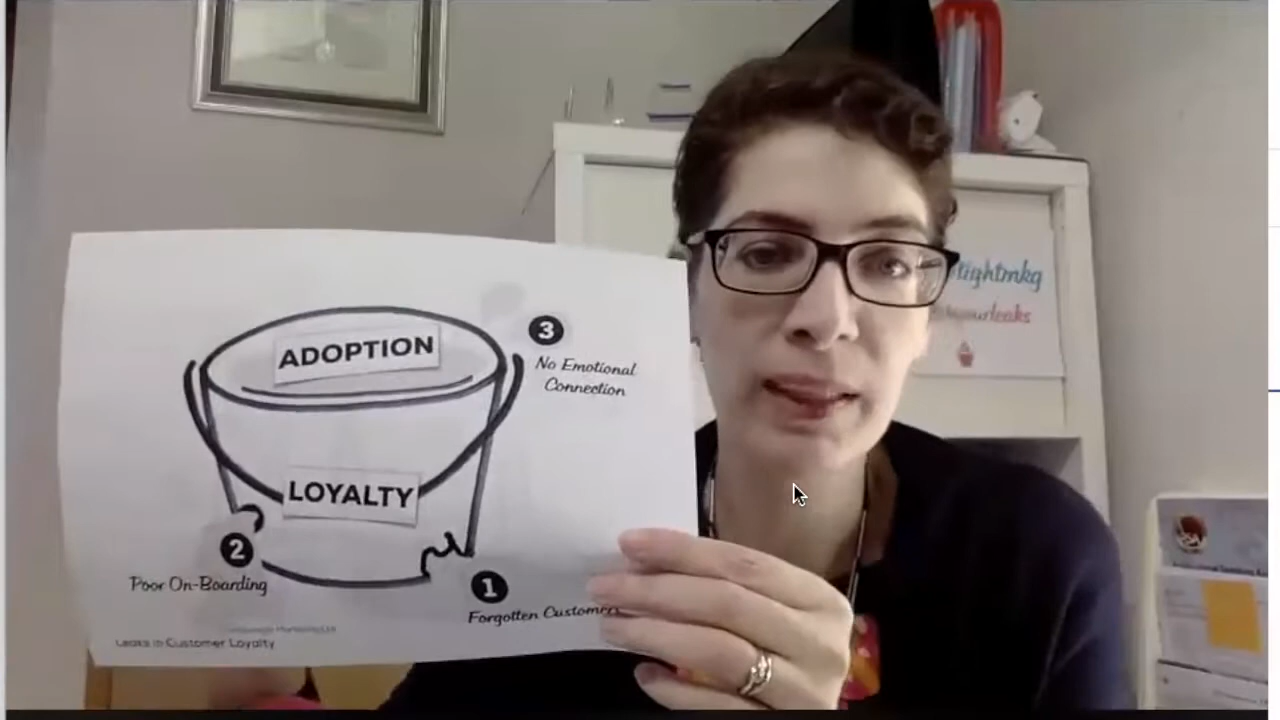 ADOPTION
3
No Emotional
Connection
LOYALTY
2
Poor On-Boarding
1
Forgotten Customers
Leaks in Customer Loyalty